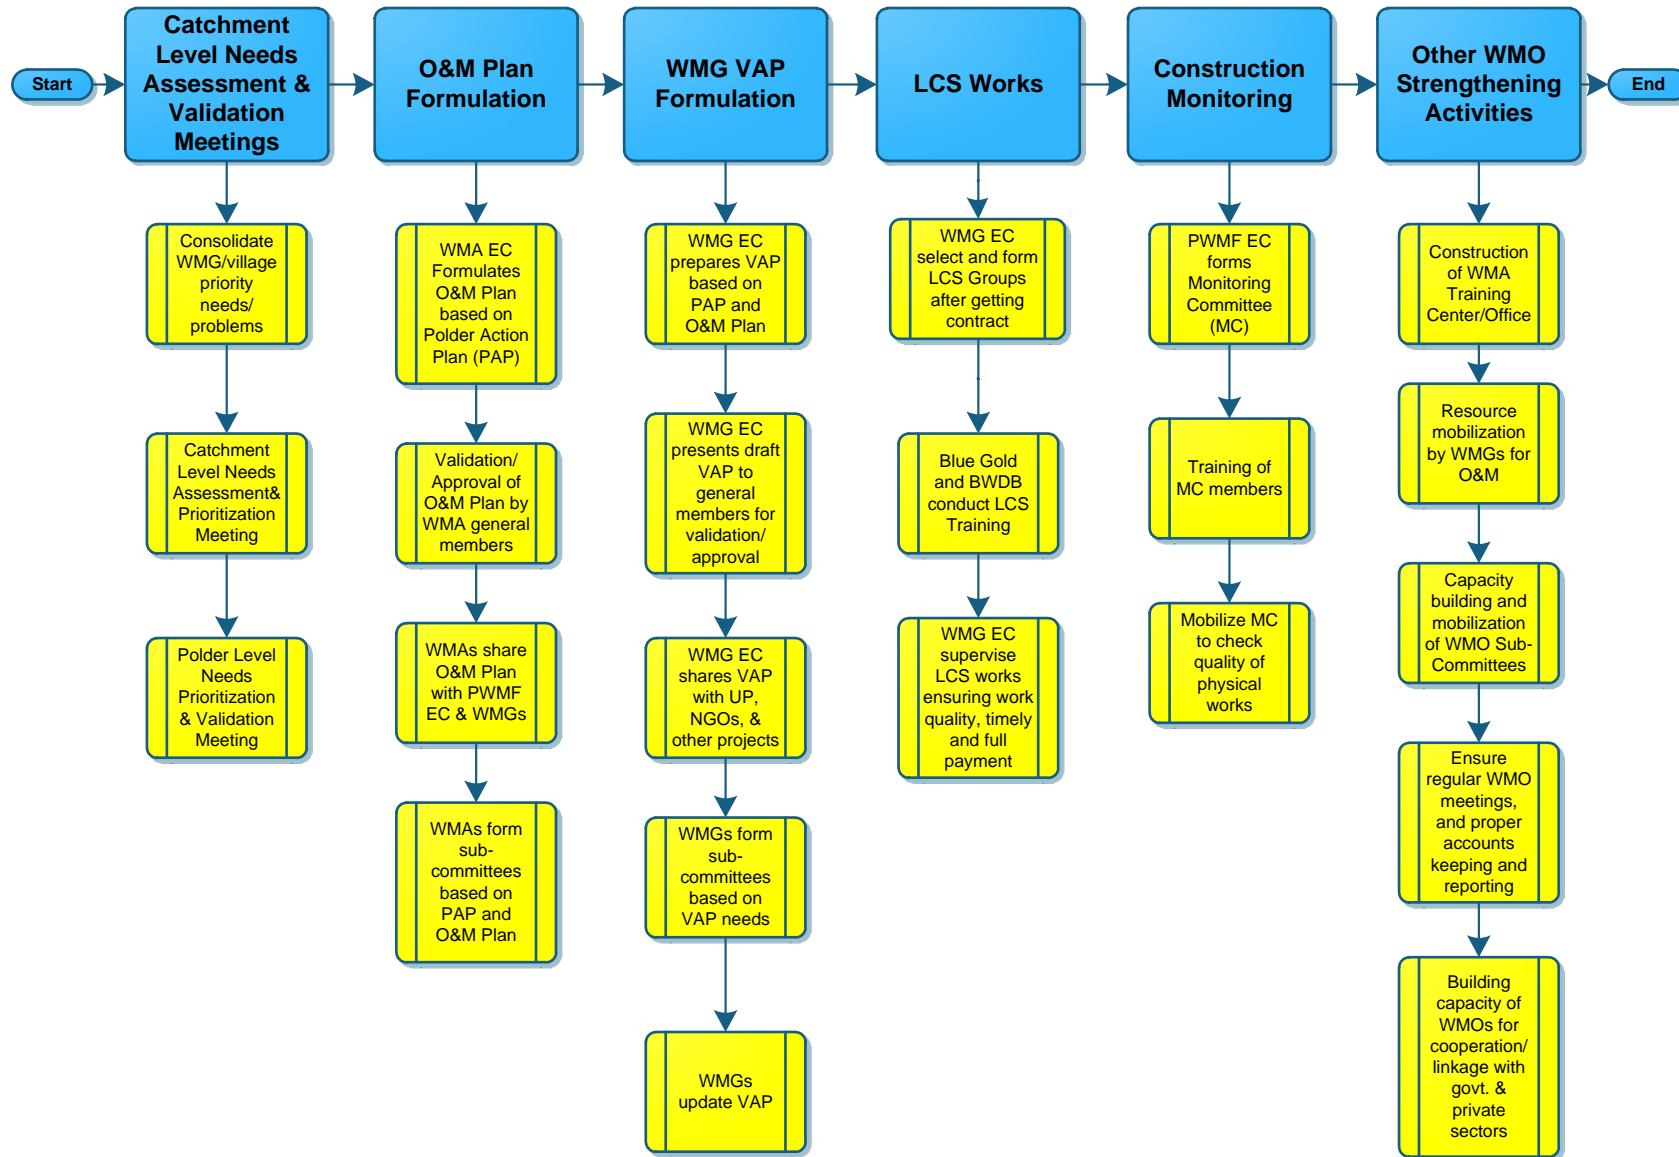 Start
Catchment
Level Needs
Assessment &
Validation
Meetings
O&M Plan
Formulation
WMG VAP
Formulation
LCS Works
Construction
Monitoring
Other WMO
Strengthening
Activities
End
Consolidate
WMG/village
priority
needs/
problems
Catchment
Level Needs
Assessment&
Prioritization
Meeting
Polder Level
Needs
Prioritization
& Validation
Meeting
WMA EC
Formulates
O&M Plan
based on
Polder Action
Plan (PAP)
Validation/
Approval of
O&M Plan by
WMA general
members
WMAs share
O&M Plan
with PWMF
EC & WMGs
WMAs form
sub-
committees
based on
PAP and
O&M Plan
WMG EC
prepares VAP
based on
PAP and
O&M Plan
WMG EC
presents draft
VAP to
general
members for
validation/
approval
WMG EC
shares VAP
with UP,
NGOs, &
other projects
WMGs form
sub-
committees
based on
VAP needs
WMGs
update VAP
WMG EC
select and form
LCS Groups
after getting
contract
Blue Gold
and BWDB
conduct LCS
Training
WMG EC
supervise
LCS works
ensuring work
quality, timely
and full
payment
PWMF EC
forms
Monitoring
Committee
(MC)
Training of
MC members
Mobilize MC
to check
quality of
physical
works
Construction
of WMA
Training
Center/Office
Resource
mobilization
by WMGs for
O&M
Capacity
building and
mobilization
of WMO Sub-
Committees
Ensure
regular WMO
meetings,
and proper
accounts
keeping and
reporting
Building
capacity of
WMOs for
cooperation/
linkage with
govt. &
private
sectors